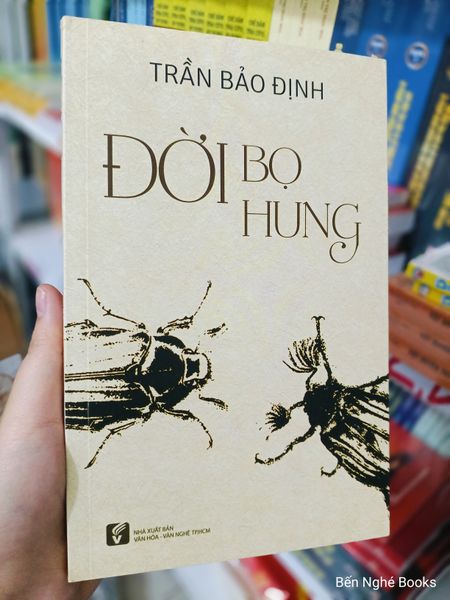 TRẦN BẢO ĐỊNH
ĐỜI BỌ
HUNG
NHÀ XUẤT BẢN
VĂN HÓA - VĂN NGHỆ TP.HCM
Bến Nghé Books